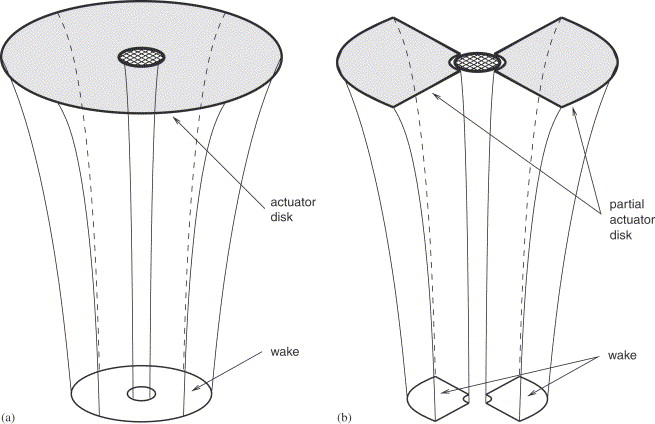 actuator
disk
wake
(a)
partial
actuator
disk
wake
(b)